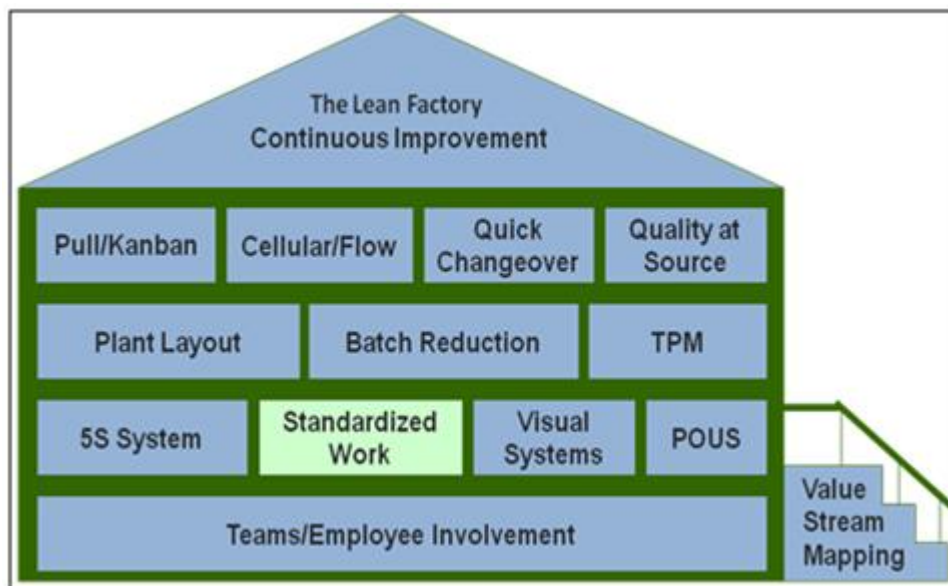 The Lean Factory
Continuous Improvement
Pull/Kanban
Cellular/Flow
Quick
Changeover
Quality at
Source
Plant Layout
Batch Reduction
TPM
5S System
Standardized
Work
Visual
Systems
POUS
Teams/Employee Involvement
Value
Stream
Mapping